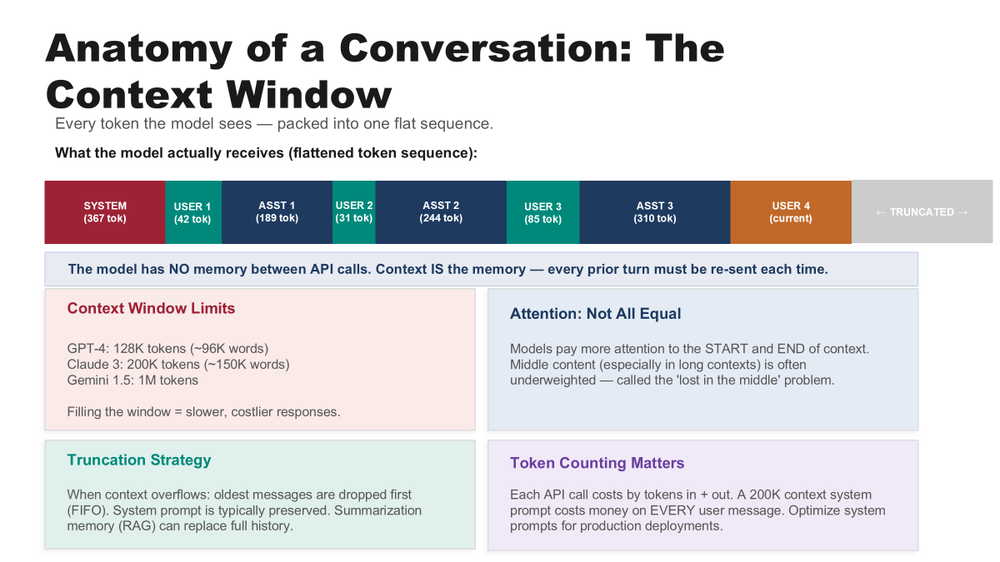 Anatomy of a Conversation: The
Context Window
Every token the model sees — packed into one flat sequence.
What the model actually receives (flattened token sequence):
SYSTEM
(367 tok)
USER 1
(42 tok)
ASST 1
(189 tok)
USER 2
(31 tok)
ASST 2
(244 tok)
USER 3
(85 tok)
ASST 3
(310 tok)
USER 4
(current)
← TRUNCATED →
The model has NO memory between API calls. Context IS the memory — every prior turn must be re-sent each time.
Context Window Limits
GPT-4: 128K tokens (~96K words)
Claude 3: 200K tokens (~150K words)
Gemini 1.5: 1M tokens
Filling the window = slower, costlier responses.
Attention: Not All Equal
Models pay more attention to the START and END of context.
Middle content (especially in long contexts) is often
underweighted — called the 'lost in the middle' problem.
Truncation Strategy
When context overflows: oldest messages are dropped first
(FIFO). System prompt is typically preserved. Summarization
memory (RAG) can replace full history.
Token Counting Matters
Each API call costs by tokens in + out. A 200K context system
prompt costs money on EVERY user message. Optimize system
prompts for production deployments.